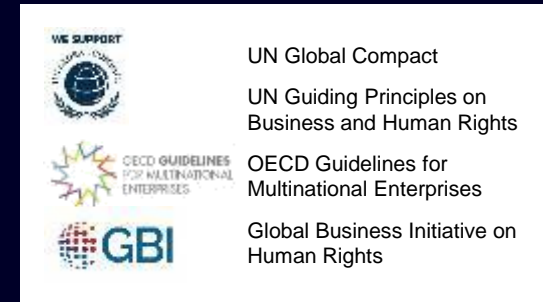 WE SUPPORT
UN Global Compact
UN Guiding Principles on
Business and Human Rights
OECD GUIDELINES
FOR MULTINATIONAL
ENTERPRISES
OECD Guidelines for
Multinational Enterprises
GBI
Global Business Initiative on
Human Rights